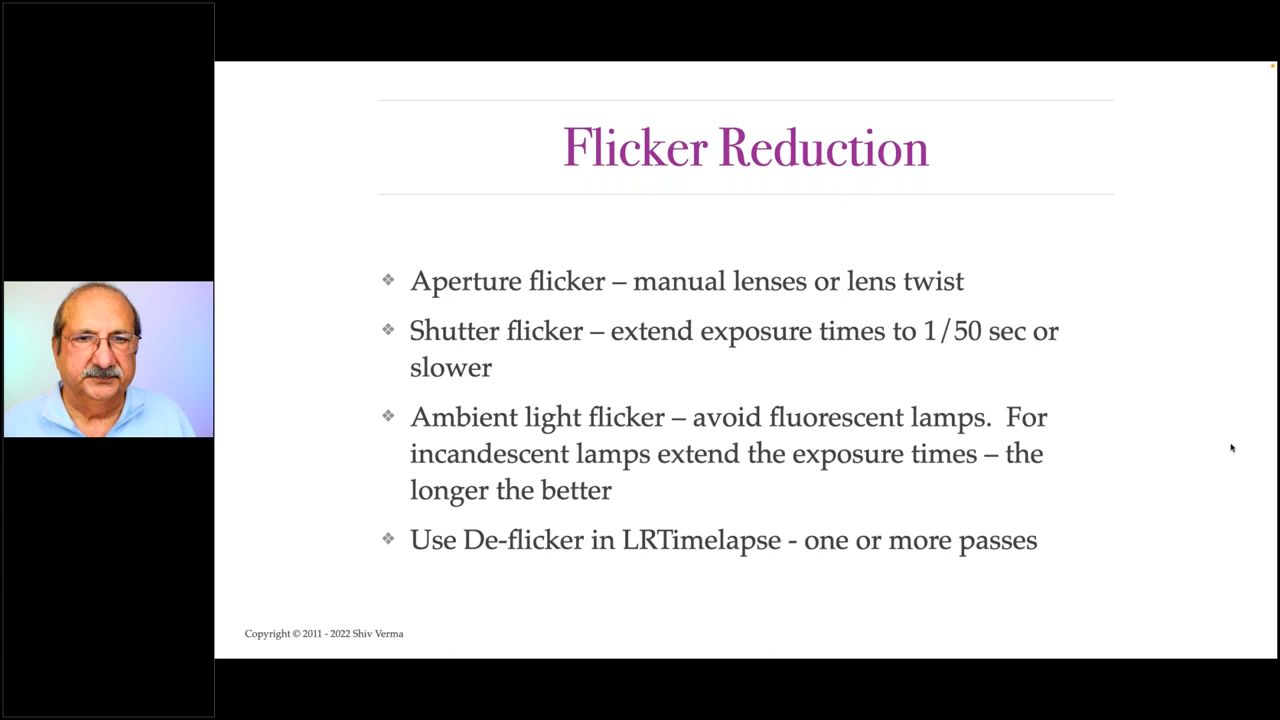 Flicker Reduction
❖ Aperture flicker – manual lenses or lens twist
❖ Shutter flicker – extend exposure times to 1/50 sec or
slower
❖ Ambient light flicker – avoid fluorescent lamps.  For
incandescent lamps extend the exposure times – the
longer the better
❖ Use De-flicker in LRTimelapse - one or more passes
Copyright © 2011 - 2022 Shiv Verma